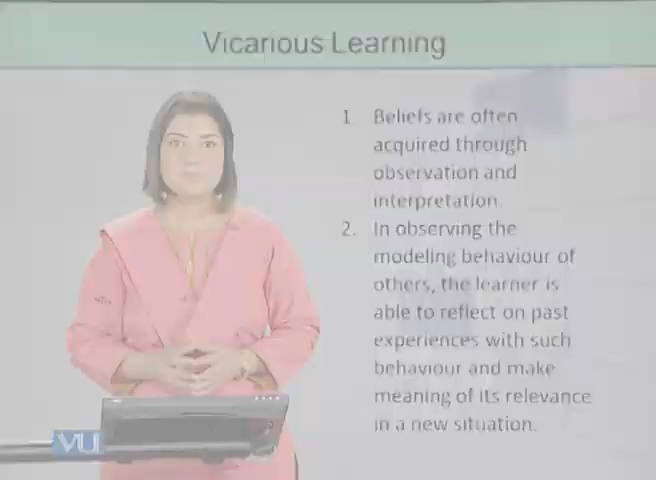 Vicarious Learning
1. Beliefs are often
acquired through
observation and
interpretation.
2. In observing the
modeling behaviour of
others, the learner is
able to reflect on past
experiences with such
behaviour and make
meaning of its relevance
in a new situation.
VU